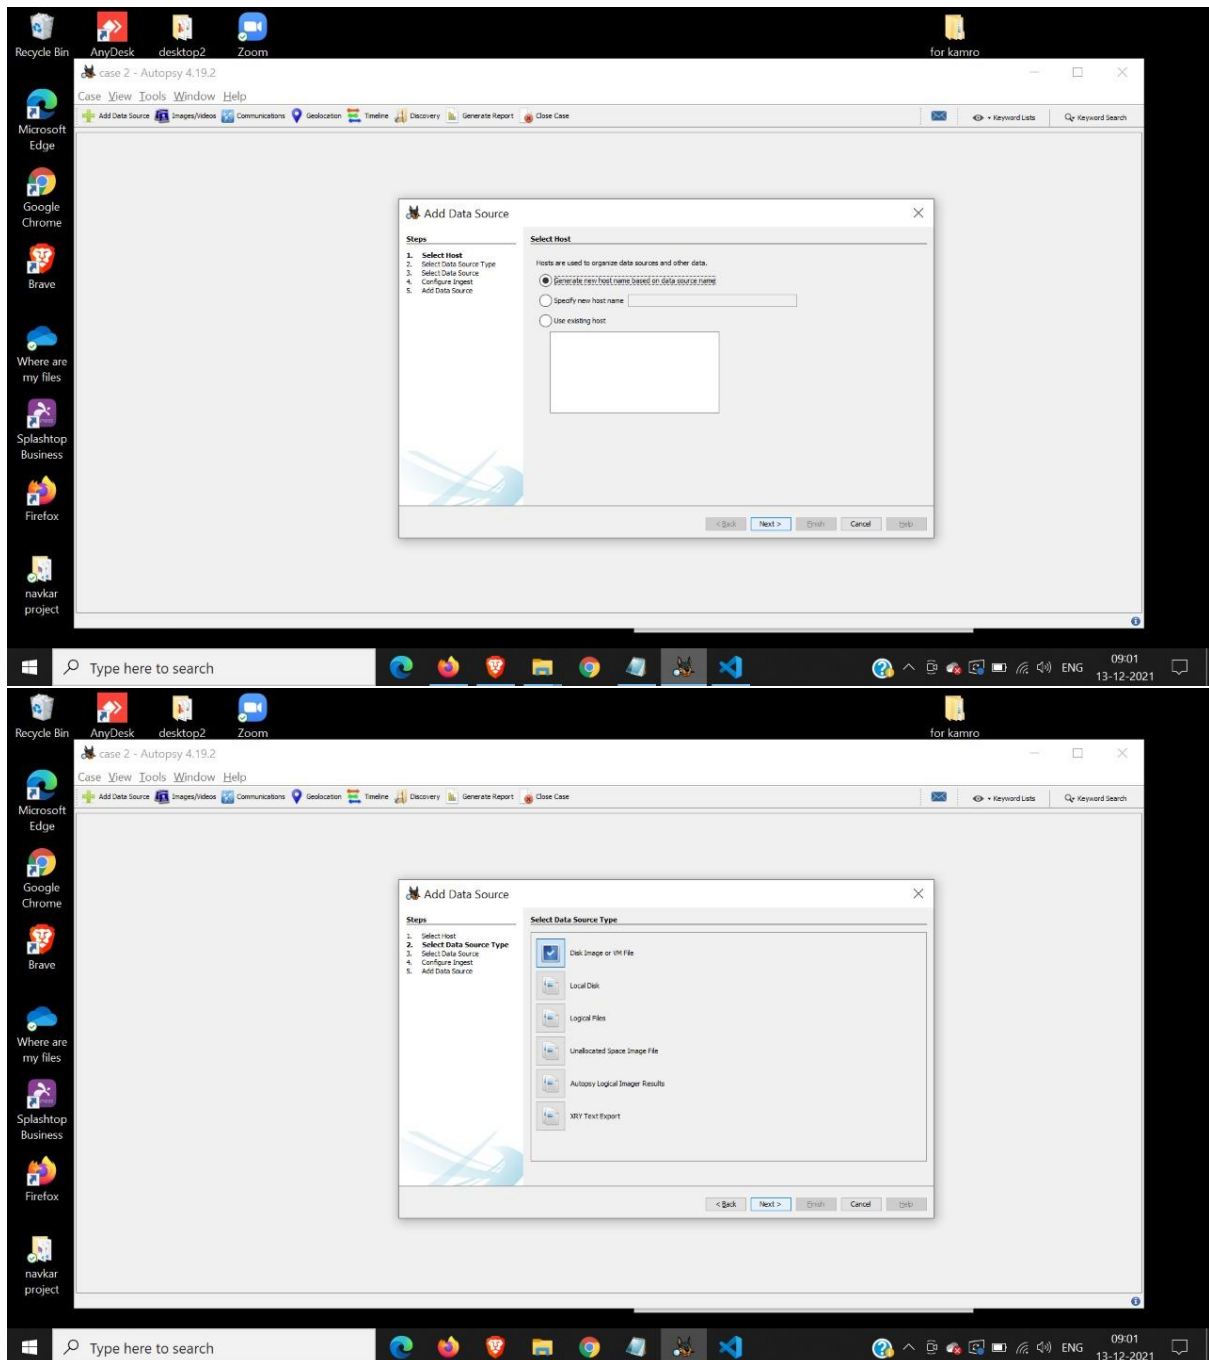 Recycle Bin
AnyDesk
desktop2
Zoom
for kamro
case 2 - Autopsy 4.19.2
Case View Tools Window Help
Add Data Source Images/Videos Communications Geolocation Timeline Discovery Generate Report Close Case
Keyword Lists
Keyword Search
Microsoft
Edge
Google
Chrome
Brave
Where are
my files
Splashtop
Business
Firefox
navkar
project
Add Data Source
Steps
1. Select Host
2. Select Data Source Type
3. Select Data Source
4. Configure Ingest
5. Add Data Source
Select Host
Hosts are used to organize data sources and other data.
Generate new host name based on data source name
Specify new host name
Use existing host
< Back Next > Finish Cancel Help
Type here to search
ENG
09:01
13-12-2021
Recycle Bin
AnyDesk
desktop2
Zoom
for kamro
case 2 - Autopsy 4.19.2
Case View Tools Window Help
Add Data Source Images/Videos Communications Geolocation Timeline Discovery Generate Report Close Case
Keyword Lists
Keyword Search
Microsoft
Edge
Google
Chrome
Brave
Where are
my files
Splashtop
Business
Firefox
navkar
project
Add Data Source
Steps
1. Select Host
2. Select Data Source Type
3. Select Data Source
4. Configure Ingest
5. Add Data Source
Select Data Source Type
Disk Image or VM File
Local Disk
Logical Files
Unallocated Space Image File
Autopsy Logical Imager Results
XRY Text Export
< Back Next > Finish Cancel Help
Type here to search
ENG
09:01
13-12-2021